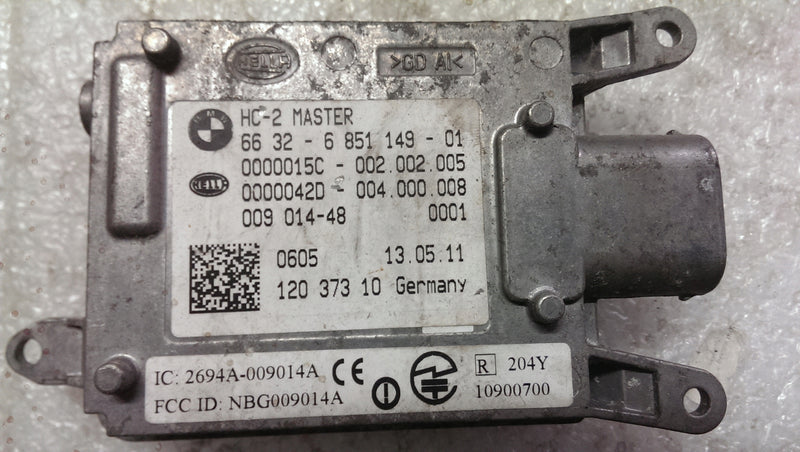 HELLA
>GD Al<
BMW
HC-2 MASTER
66 32 - 6 851 149 - 01
0000015C - 002.002.005
HELLA
0000042D - 004.000.008
009 014-48 0001
0605 13.05.11
120 373 10 Germany
IC: 2694A-009014A CE
R 204Y
FCC ID: NBG009014A
10900700